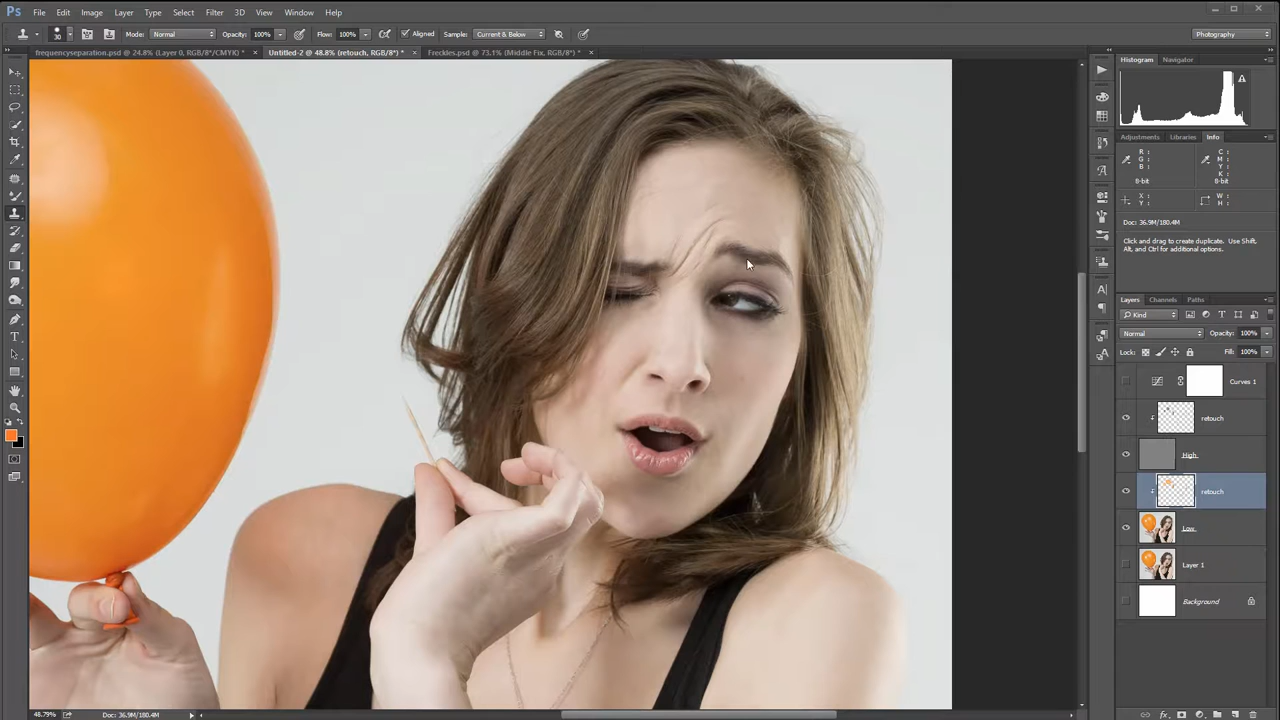 Ps File Edit Image Layer Type Select Filter 3D View Window Help
30 Mode: Normal Opacity: 100% Flow: 100% Aligned Sample: Current & Below Photography
frequencyseparation.psd @ 24.8% (Layer 0, RGB/8*/CMYK) * × Untitled-2 @ 48.8% (retouch, RGB/8*) * × Freckles.psd @ 73.1% (Middle Fix, RGB/8*) * ×
Histogram Navigator
Adjustments Libraries Info
R: C:
G: M:
B: Y:
K:
8-bit 8-bit
X: W:
Y: H:
Doc: 36.9M/180.4M
Click and drag to create duplicate. Use Shift,
Alt, and Ctrl for additional options.
Layers Channels Paths
Kind
Normal Opacity: 100%
Lock: Fill: 100%
Curves 1
retouch
High
retouch
Low
Layer 1
Background
48.79% Doc: 36.9M/180.4M